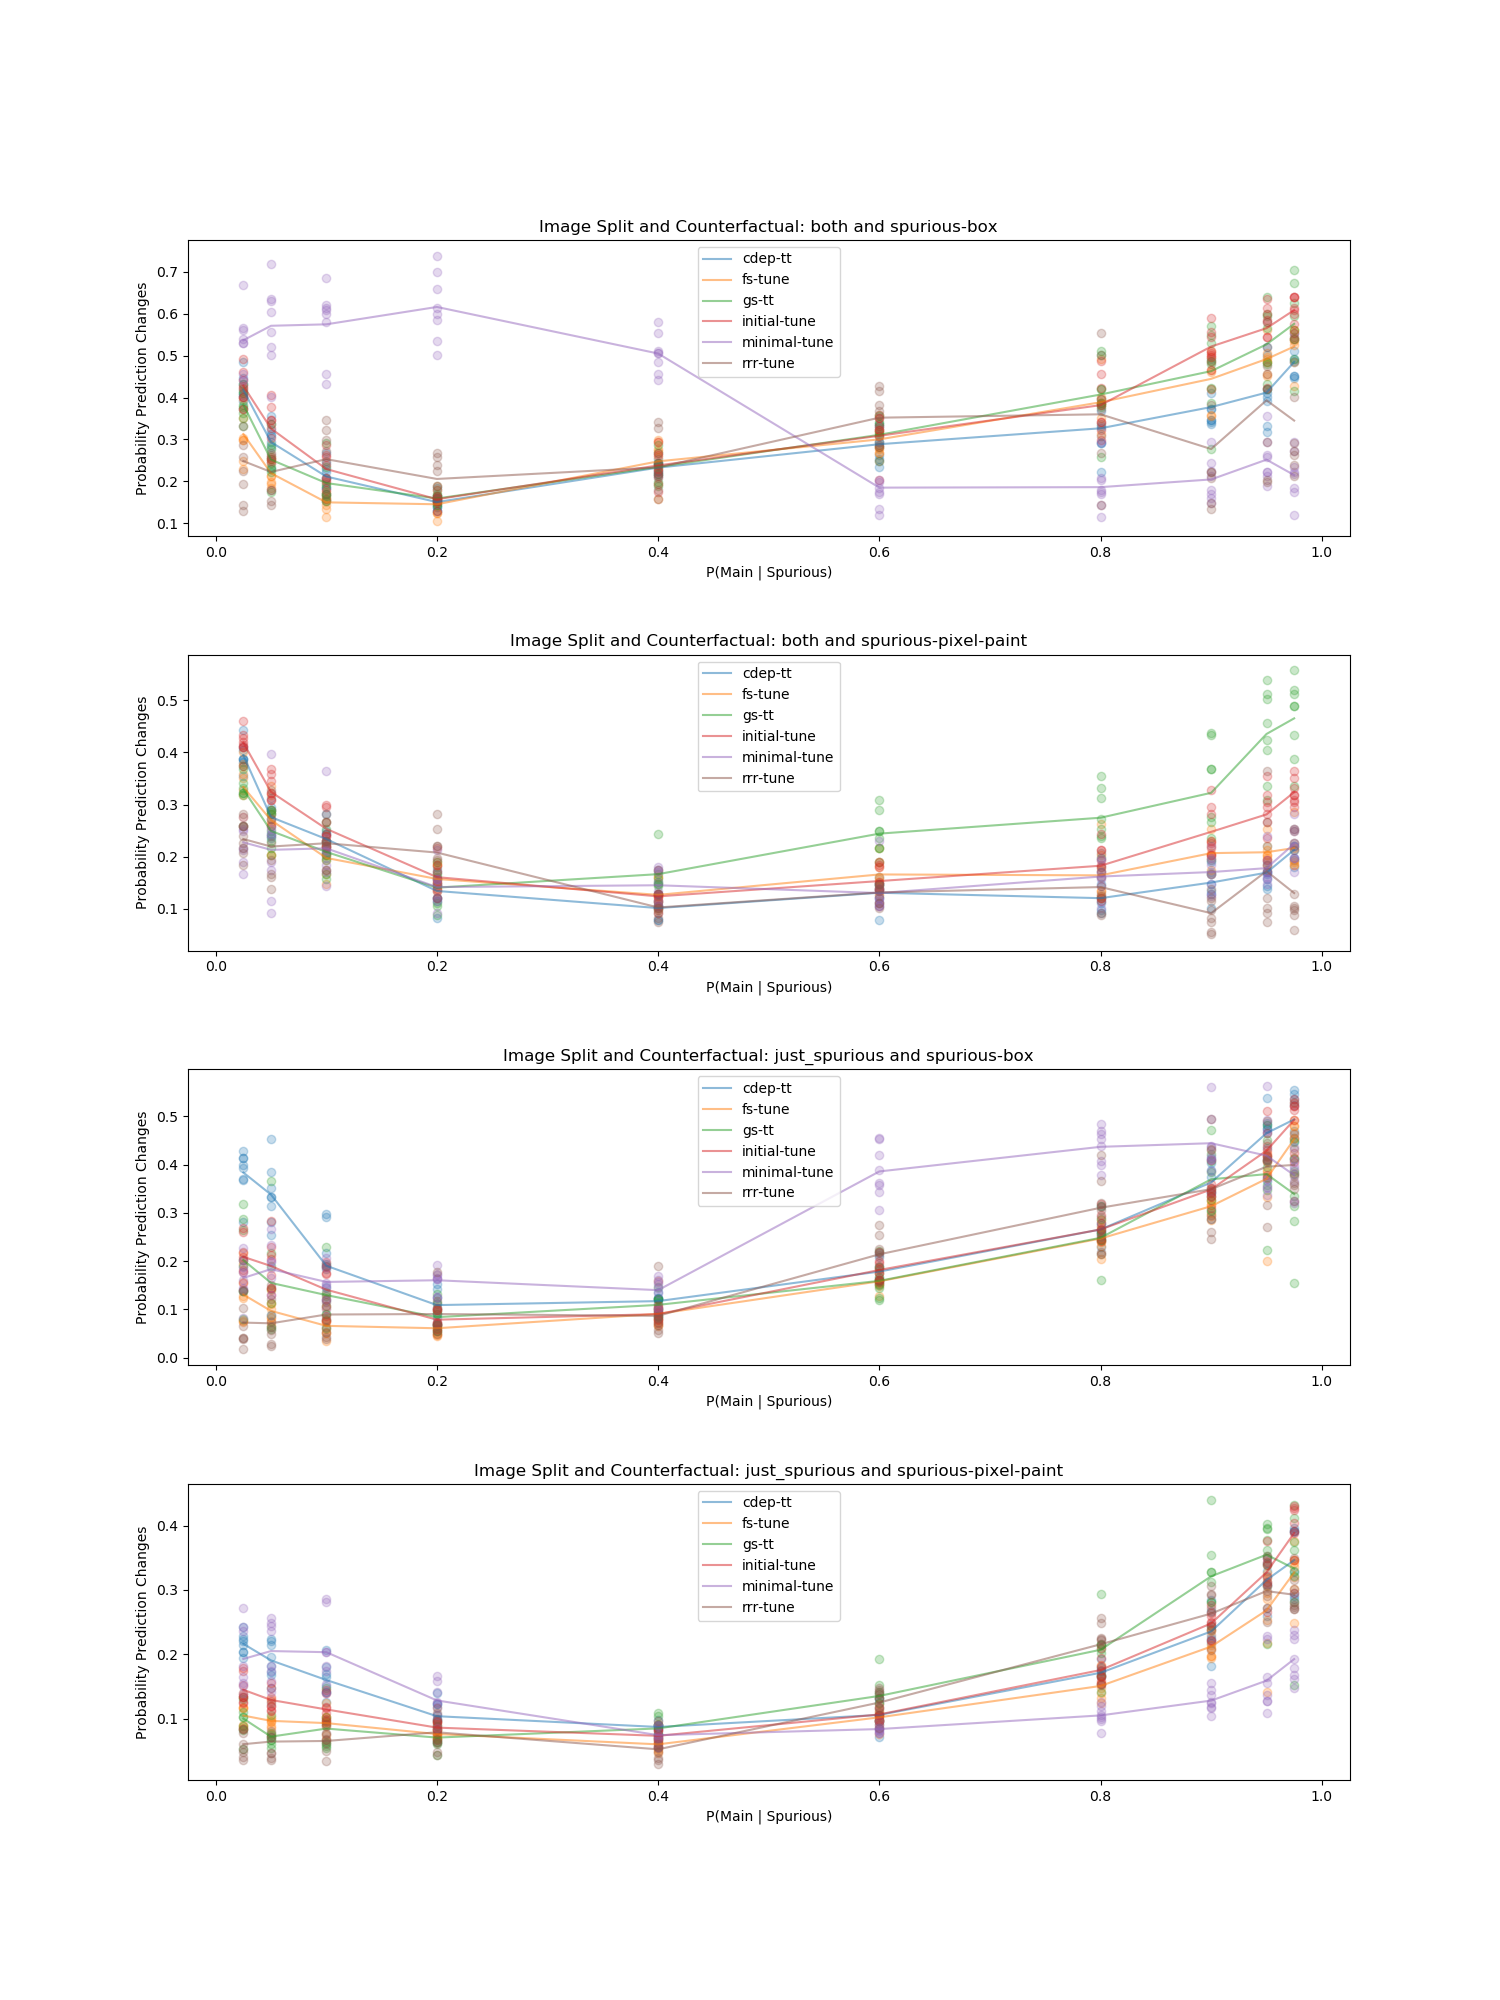 Image Split and Counterfactual: both and spurious-box
Probability Prediction Changes
0.7
0.6
0.5
0.4
0.3
0.2
0.1
cdep-tt
fs-tune
gs-tt
initial-tune
minimal-tune
rrr-tune
0.0 0.2 0.4 0.6 0.8 1.0
P(Main | Spurious)
Image Split and Counterfactual: both and spurious-pixel-paint
Probability Prediction Changes
0.5
0.4
0.3
0.2
0.1
cdep-tt
fs-tune
gs-tt
initial-tune
minimal-tune
rrr-tune
0.0 0.2 0.4 0.6 0.8 1.0
P(Main | Spurious)
Image Split and Counterfactual: just_spurious and spurious-box
Probability Prediction Changes
0.5
0.4
0.3
0.2
0.1
0.0
cdep-tt
fs-tune
gs-tt
initial-tune
minimal-tune
rrr-tune
0.0 0.2 0.4 0.6 0.8 1.0
P(Main | Spurious)
Image Split and Counterfactual: just_spurious and spurious-pixel-paint
Probability Prediction Changes
0.4
0.3
0.2
0.1
cdep-tt
fs-tune
gs-tt
initial-tune
minimal-tune
rrr-tune
0.0 0.2 0.4 0.6 0.8 1.0
P(Main | Spurious)